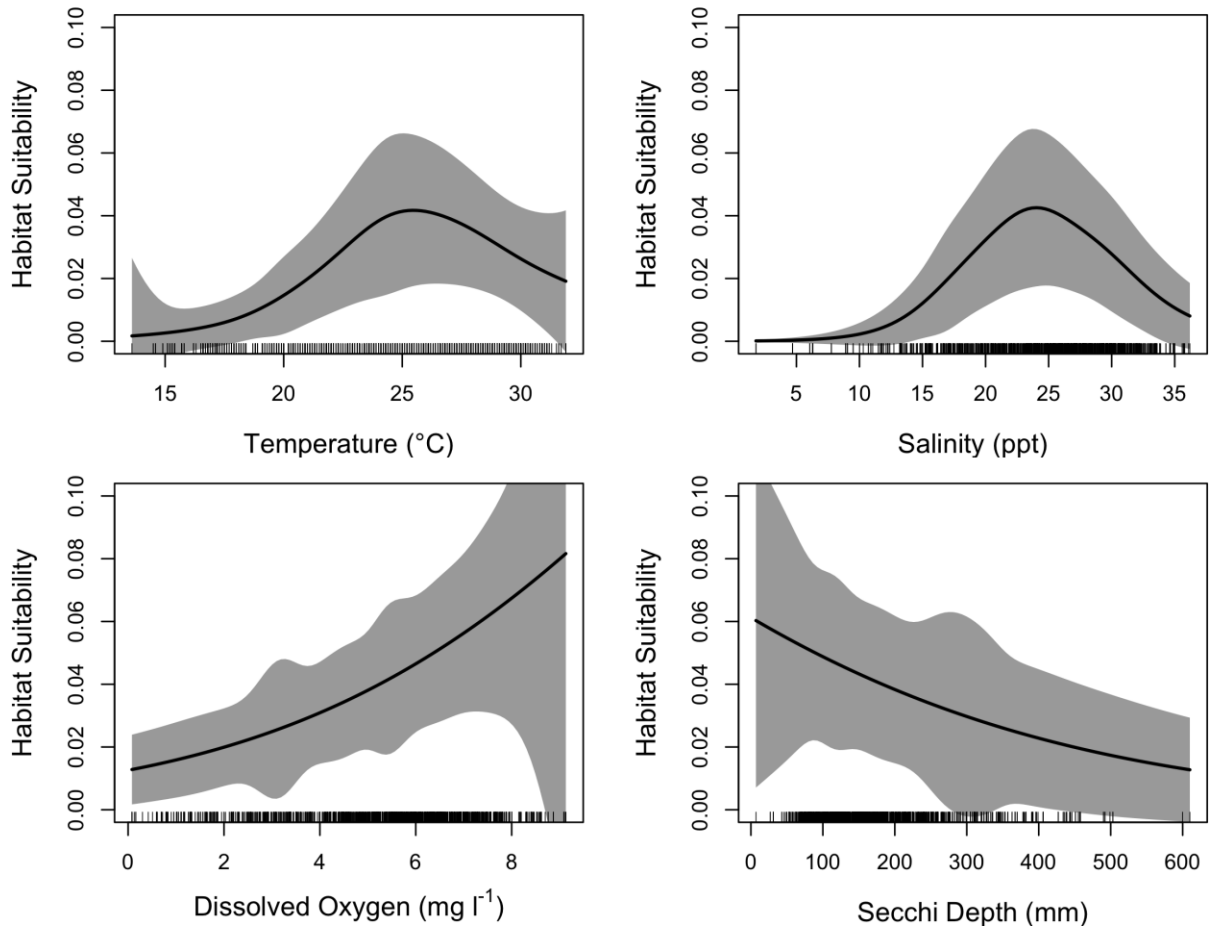 Habitat Suitability
0.00 0.02 0.04 0.06 0.08 0.10
15 20 25 30
Temperature (°C)
Habitat Suitability
0.00 0.02 0.04 0.06 0.08 0.10
5 10 15 20 25 30 35
Salinity (ppt)
Habitat Suitability
0.00 0.02 0.04 0.06 0.08 0.10
0 2 4 6 8
Dissolved Oxygen (mg l⁻¹)
Habitat Suitability
0.00 0.02 0.04 0.06 0.08 0.10
0 100 200 300 400 500 600
Secchi Depth (mm)